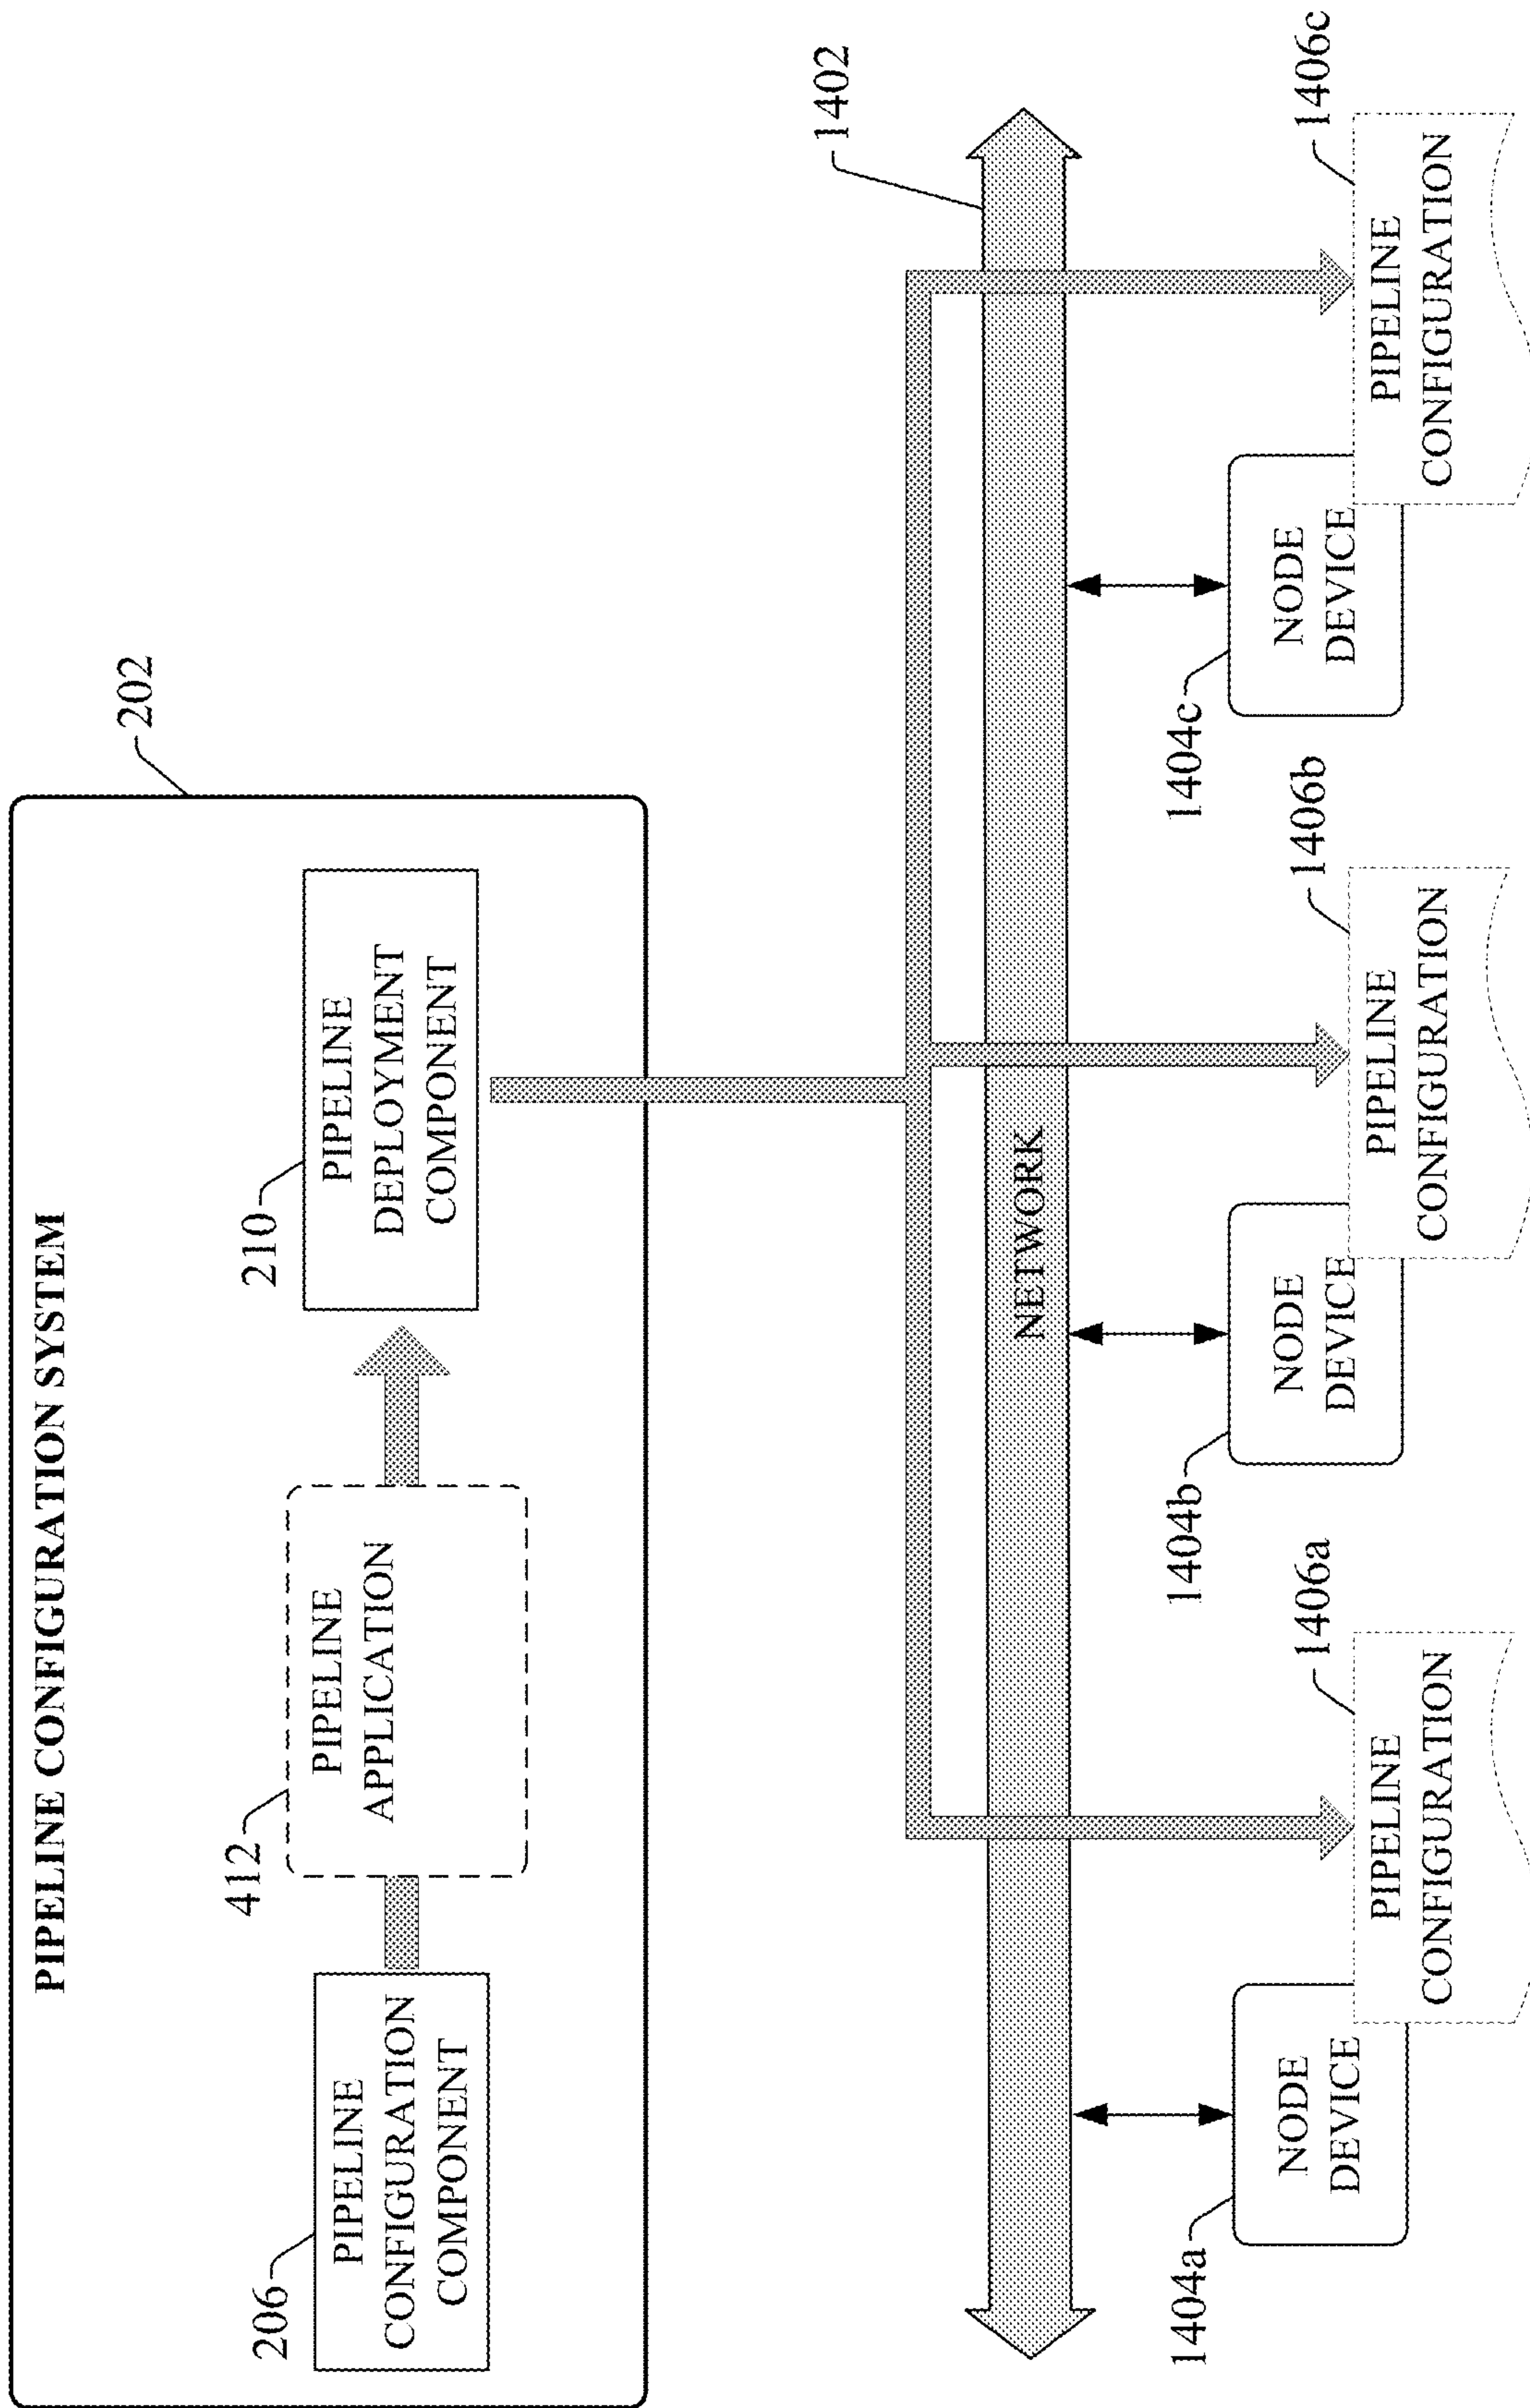 PIPELINE CONFIGURATION SYSTEM
202
206
PIPELINE
CONFIGURATION
COMPONENT
412
PIPELINE
APPLICATION
210
PIPELINE
DEPLOYMENT
COMPONENT
1402
NETWORK
1404a
NODE
DEVICE
1406a
PIPELINE
CONFIGURATION
1404b
NODE
DEVICE
1406b
PIPELINE
CONFIGURATION
1404c
NODE
DEVICE
1406c
PIPELINE
CONFIGURATION